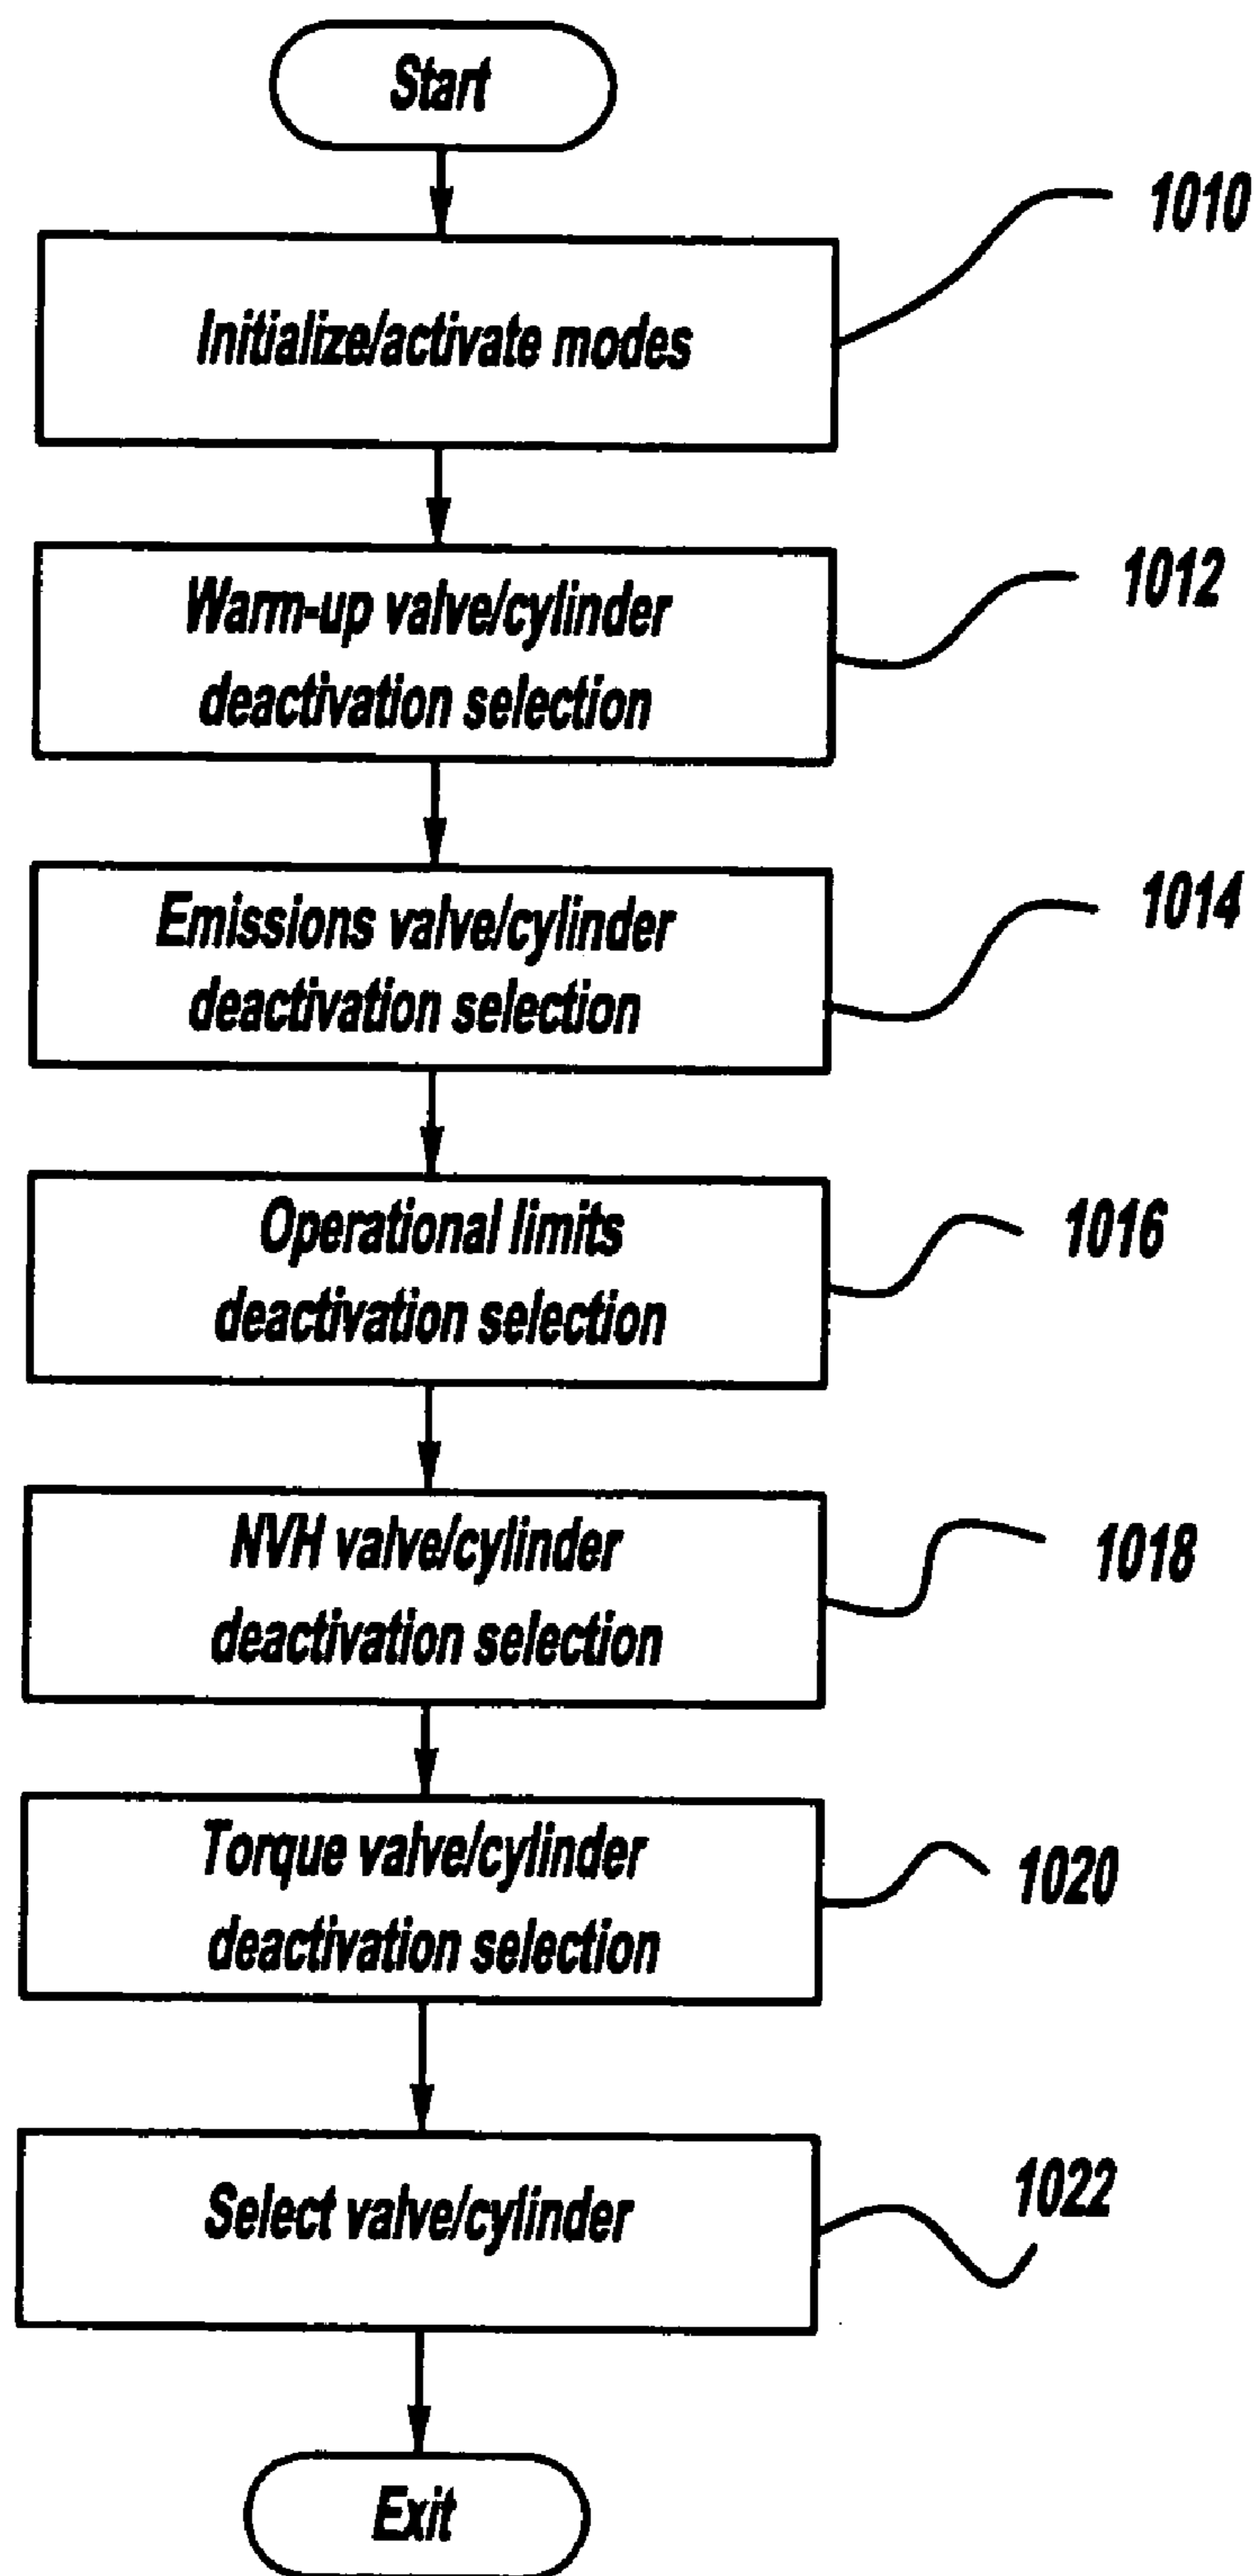 Start
1010
Initialize/activate modes
1012
Warm-up valve/cylinder
deactivation selection
1014
Emissions valve/cylinder
deactivation selection
1016
Operational limits
deactivation selection
1018
NVH valve/cylinder
deactivation selection
1020
Torque valve/cylinder
deactivation selection
1022
Select valve/cylinder
Exit